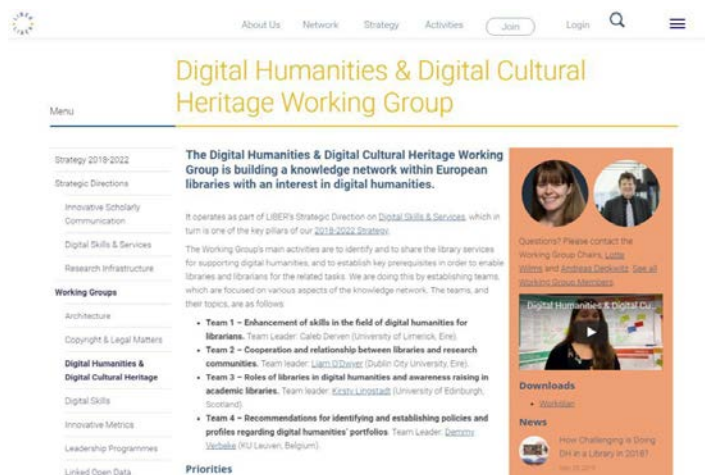 LIBER
About Us
Network
Strategy
Activities
Join
Login
Digital Humanities & Digital Cultural
Heritage Working Group
Menu
Strategy 2018-2022
Strategic Directions
Innovative Scholarly
Communication
Digital Skills & Services
Research Infrastructure
Working Groups
Architecture
Copyright & Legal Matters
Digital Humanities &
Digital Cultural Heritage
Digital Skills
Innovative Metrics
Leadership Programmes
Linked Open Data
The Digital Humanities & Digital Cultural Heritage Working
Group is building a knowledge network within European
libraries with an interest in digital humanities.
It operates as part of LIBER's Strategic Direction on Digital Skills & Services, which in
turn is one of the key pillars of our 2018-2022 Strategy.
The Working Group's main activities are to identify and to share the library services
for supporting digital humanities, and to establish key prerequisites in order to enable
libraries and librarians for the related tasks. We are doing this by establishing teams,
which are focused on various aspects of the knowledge network. The teams, and
their topics, are as follows:
• Team 1 – Enhancement of skills in the field of digital humanities for
librarians. Team Leader: Caleb Derven (University of Limerick, Eire).
• Team 2 – Cooperation and relationship between libraries and research
communities. Team leader: Liam O'Dwyer (Dublin City University, Eire).
• Team 3 – Roles of libraries in digital humanities and awareness raising in
academic libraries. Team leader: Kirsty Lingstadt (University of Edinburgh,
Scotland).
• Team 4 – Recommendations for identifying and establishing policies and
profiles regarding digital humanities' portfolios. Team Leader: Demmy
Verbeke (KU Leuven, Belgium).
Priorities
Questions? Please contact the
Working Group Chairs, Lotte
Wilms and Andreas Degkwitz. See all
Working Group Members.
Digital Humanities & Digital Cu...
Downloads
• Workplan
News
How Challenging is Doing
DH in a Library in 2018?